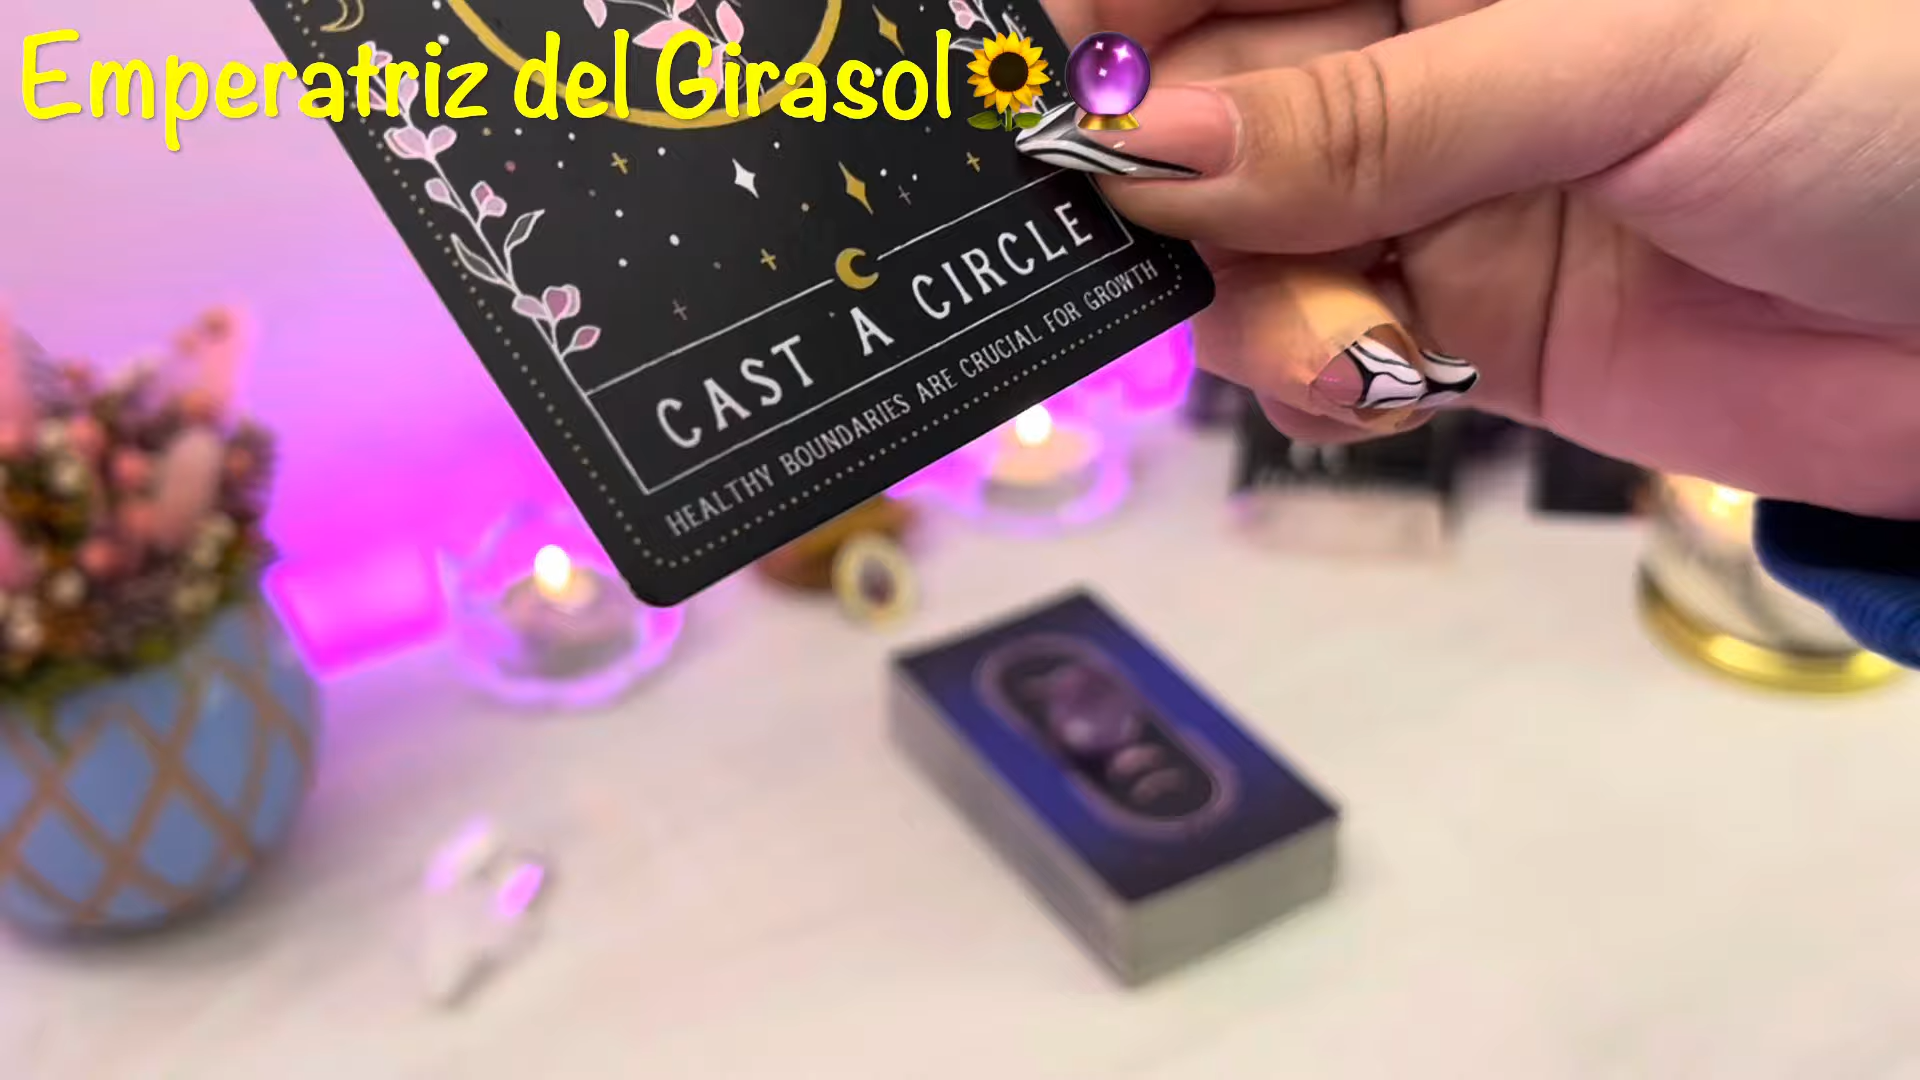 Emperatriz del Girasol🌻🔮
CAST A CIRCLE
HEALTHY BOUNDARIES ARE CRUCIAL FOR GROWTH